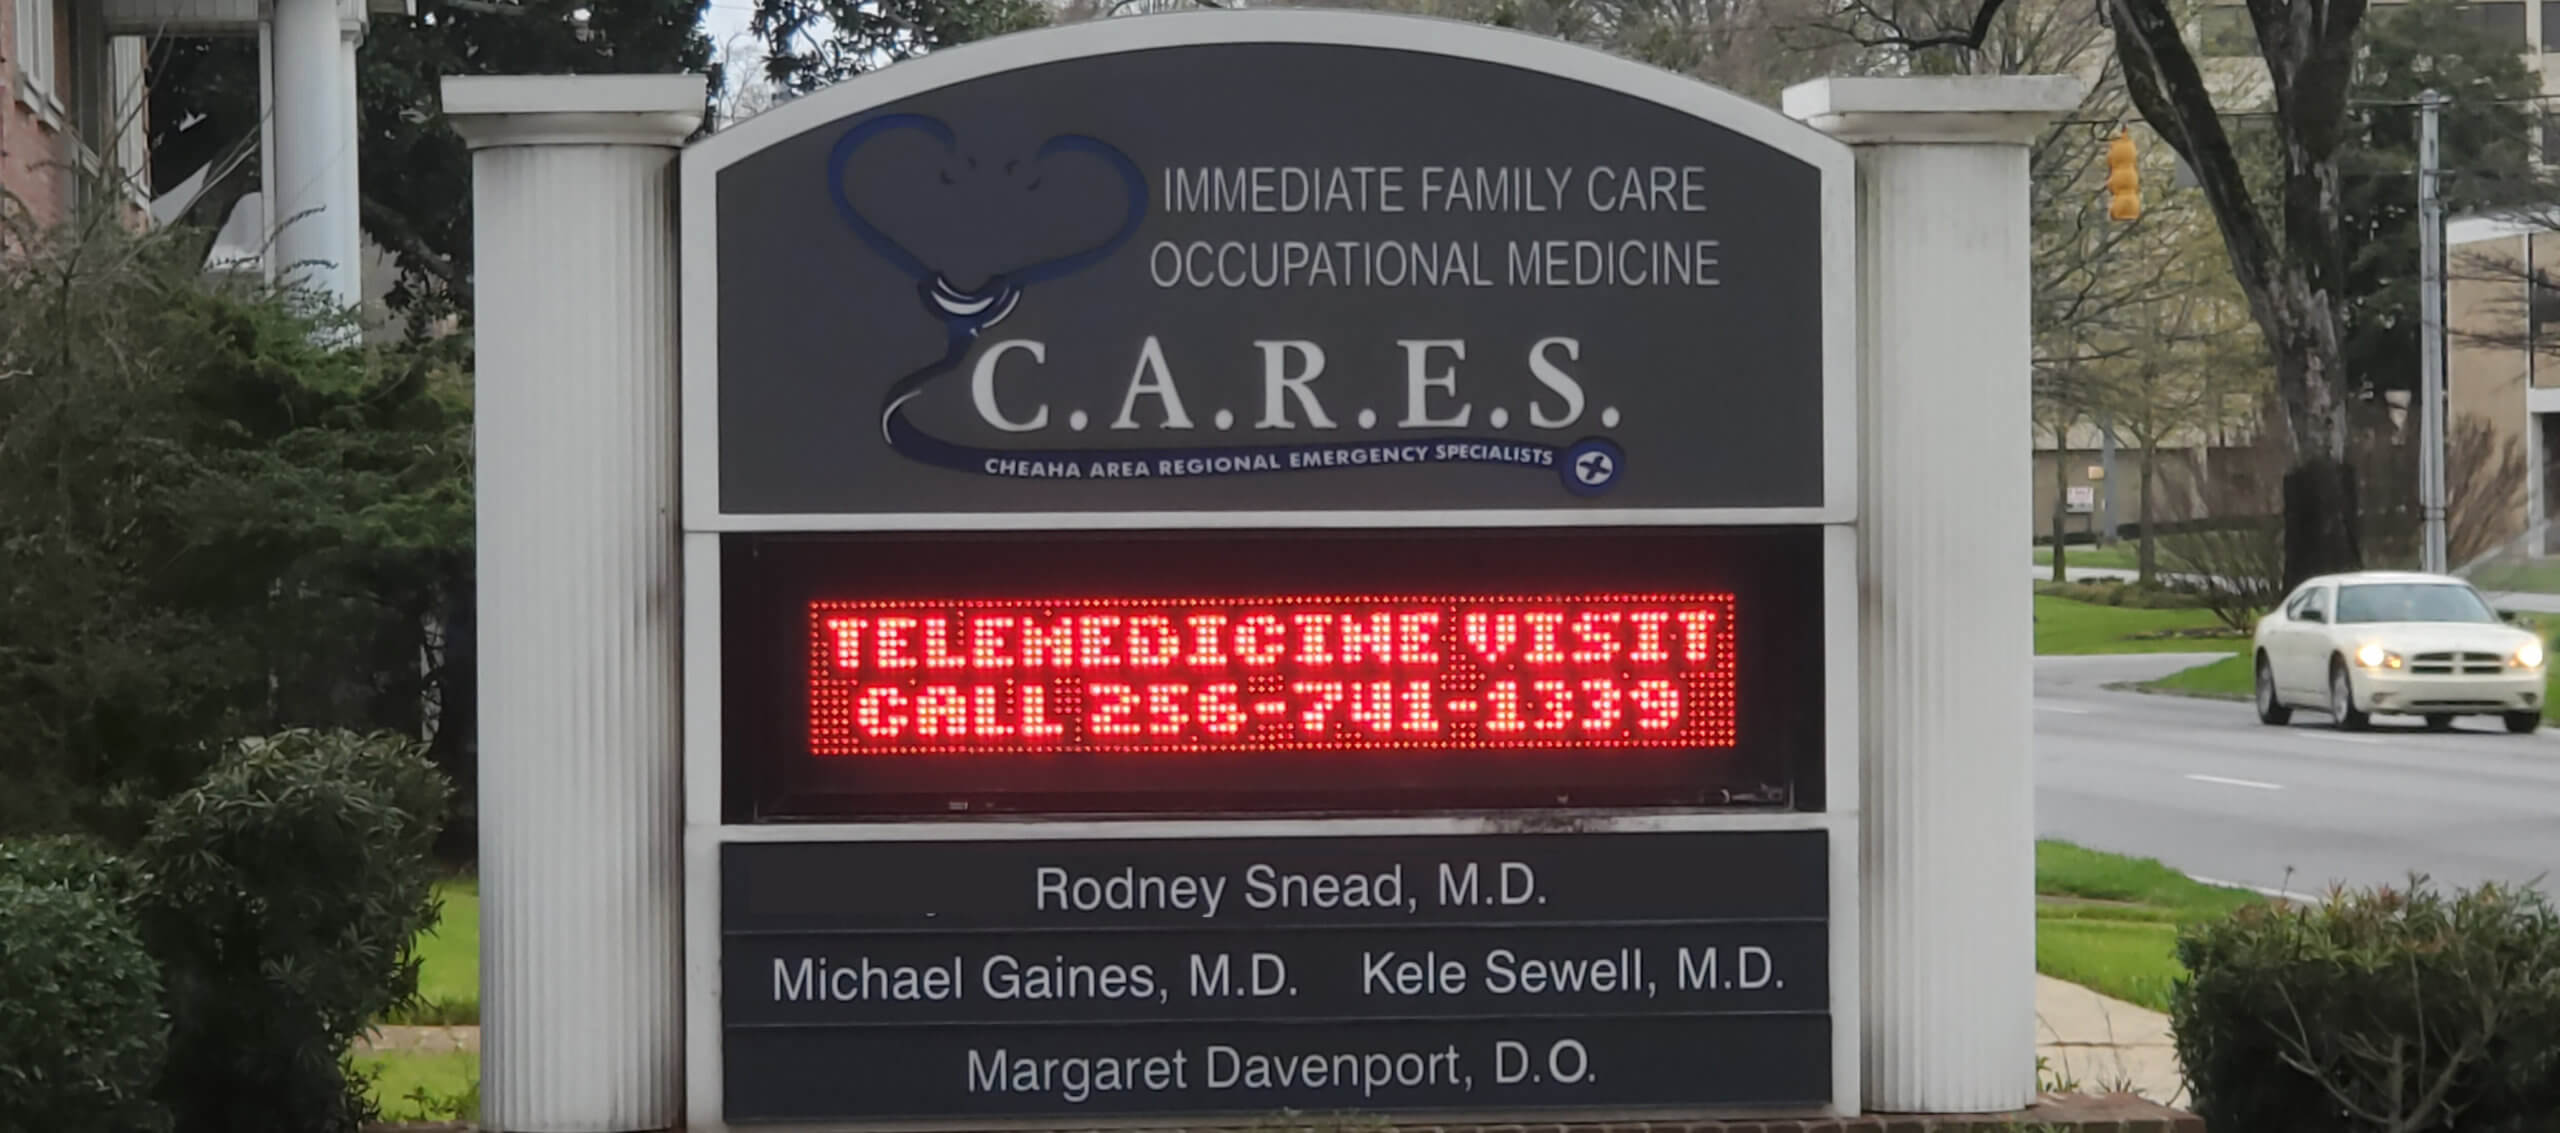 IMMEDIATE FAMILY CARE
OCCUPATIONAL MEDICINE
C.A.R.E.S.
CHEAHA AREA REGIONAL EMERGENCY SPECIALISTS
TELEMEDICINE VISIT
CALL 256-741-1339
Rodney Snead, M.D.
Michael Gaines, M.D. Kele Sewell, M.D.
Margaret Davenport, D.O.